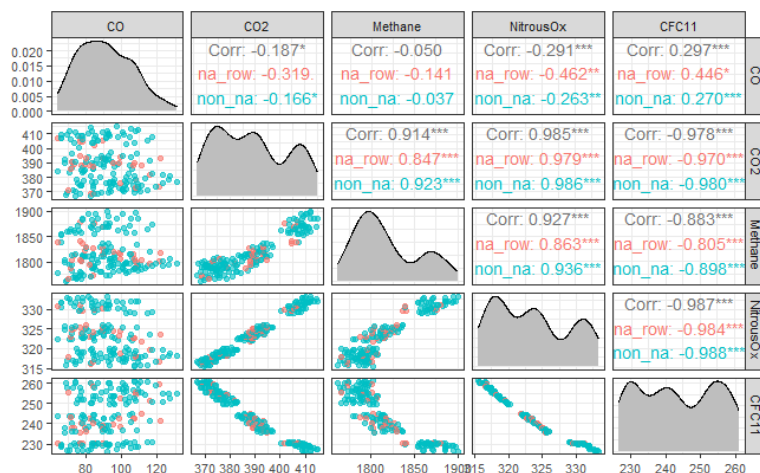 CO CO2 Methane NitrousOx CFC11
0.020 Corr: -0.187* Corr: -0.050 Corr: -0.291*** Corr: 0.297***
0.015
0.010 na_row: -0.319. na_row: -0.141 na_row: -0.462** na_row: 0.446*
0.005 non_na: -0.166* non_na: -0.037 non_na: -0.263** non_na: 0.270***
0.000
CO
410 Corr: 0.914*** Corr: 0.985*** Corr: -0.978***
400
390 na_row: 0.847*** na_row: 0.979*** na_row: -0.970***
380 non_na: 0.923*** non_na: 0.986*** non_na: -0.980***
370
CO2
1900 Corr: 0.927*** Corr: -0.883***
1850 na_row: 0.863*** na_row: -0.805***
1800 non_na: 0.936*** non_na: -0.898***
Methane
330 Corr: -0.987***
325 na_row: -0.984***
320 non_na: -0.988***
315
NitrousOx
260
250
240
230
CFC11
80 100 120 370 380 390 400 410 1800 1850 1900 315 320 325 330 230 240 250 260